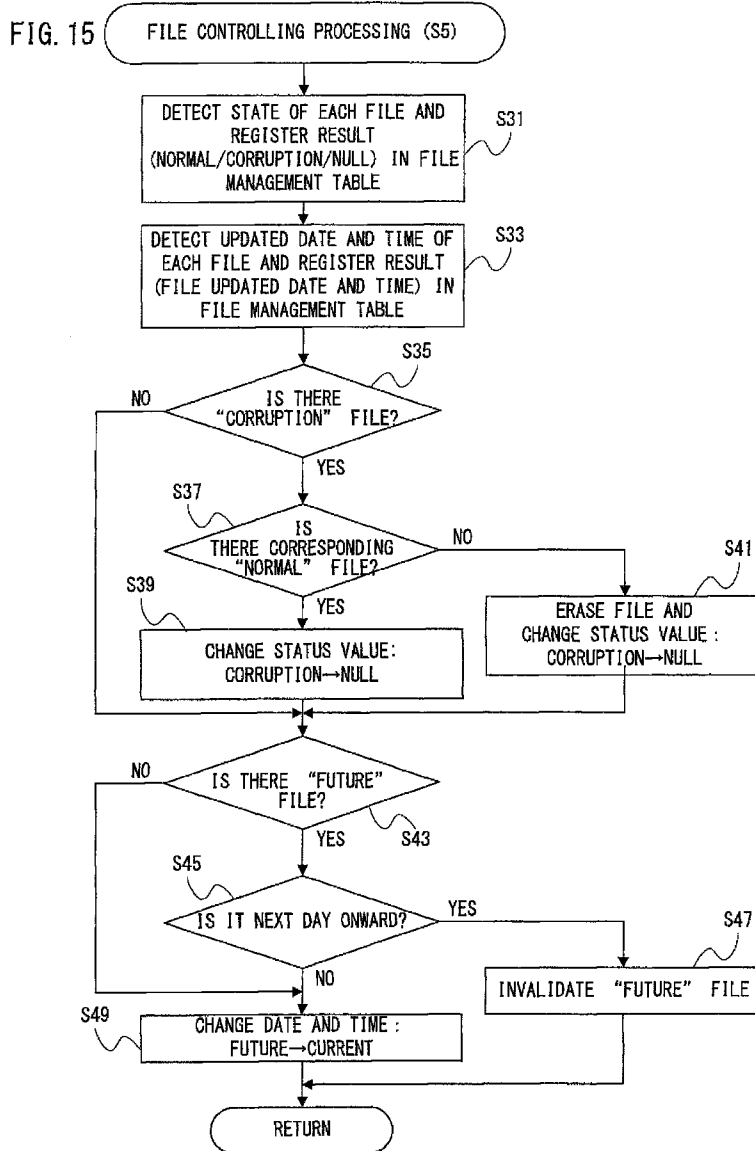 FIG. 15
FILE CONTROLLING PROCESSING (S5)
DETECT STATE OF EACH FILE AND
REGISTER RESULT
(NORMAL/CORRUPTION/NULL) IN FILE
MANAGEMENT TABLE
S31
DETECT UPDATED DATE AND TIME OF
EACH FILE AND REGISTER RESULT
(FILE UPDATED DATE AND TIME) IN
FILE MANAGEMENT TABLE
S33
S35
NO
IS THERE
“CORRUPTION” FILE?
YES
S37
IS
THERE CORRESPONDING
“NORMAL” FILE?
NO
YES
S39
CHANGE STATUS VALUE:
CORRUPTION→NULL
S41
ERASE FILE AND
CHANGE STATUS VALUE:
CORRUPTION→NULL
NO
IS THERE “FUTURE”
FILE?
S43
YES
S45
IS IT NEXT DAY ONWARD?
YES
NO
S47
INVALIDATE “FUTURE” FILE
S49
CHANGE DATE AND TIME:
FUTURE→CURRENT
RETURN